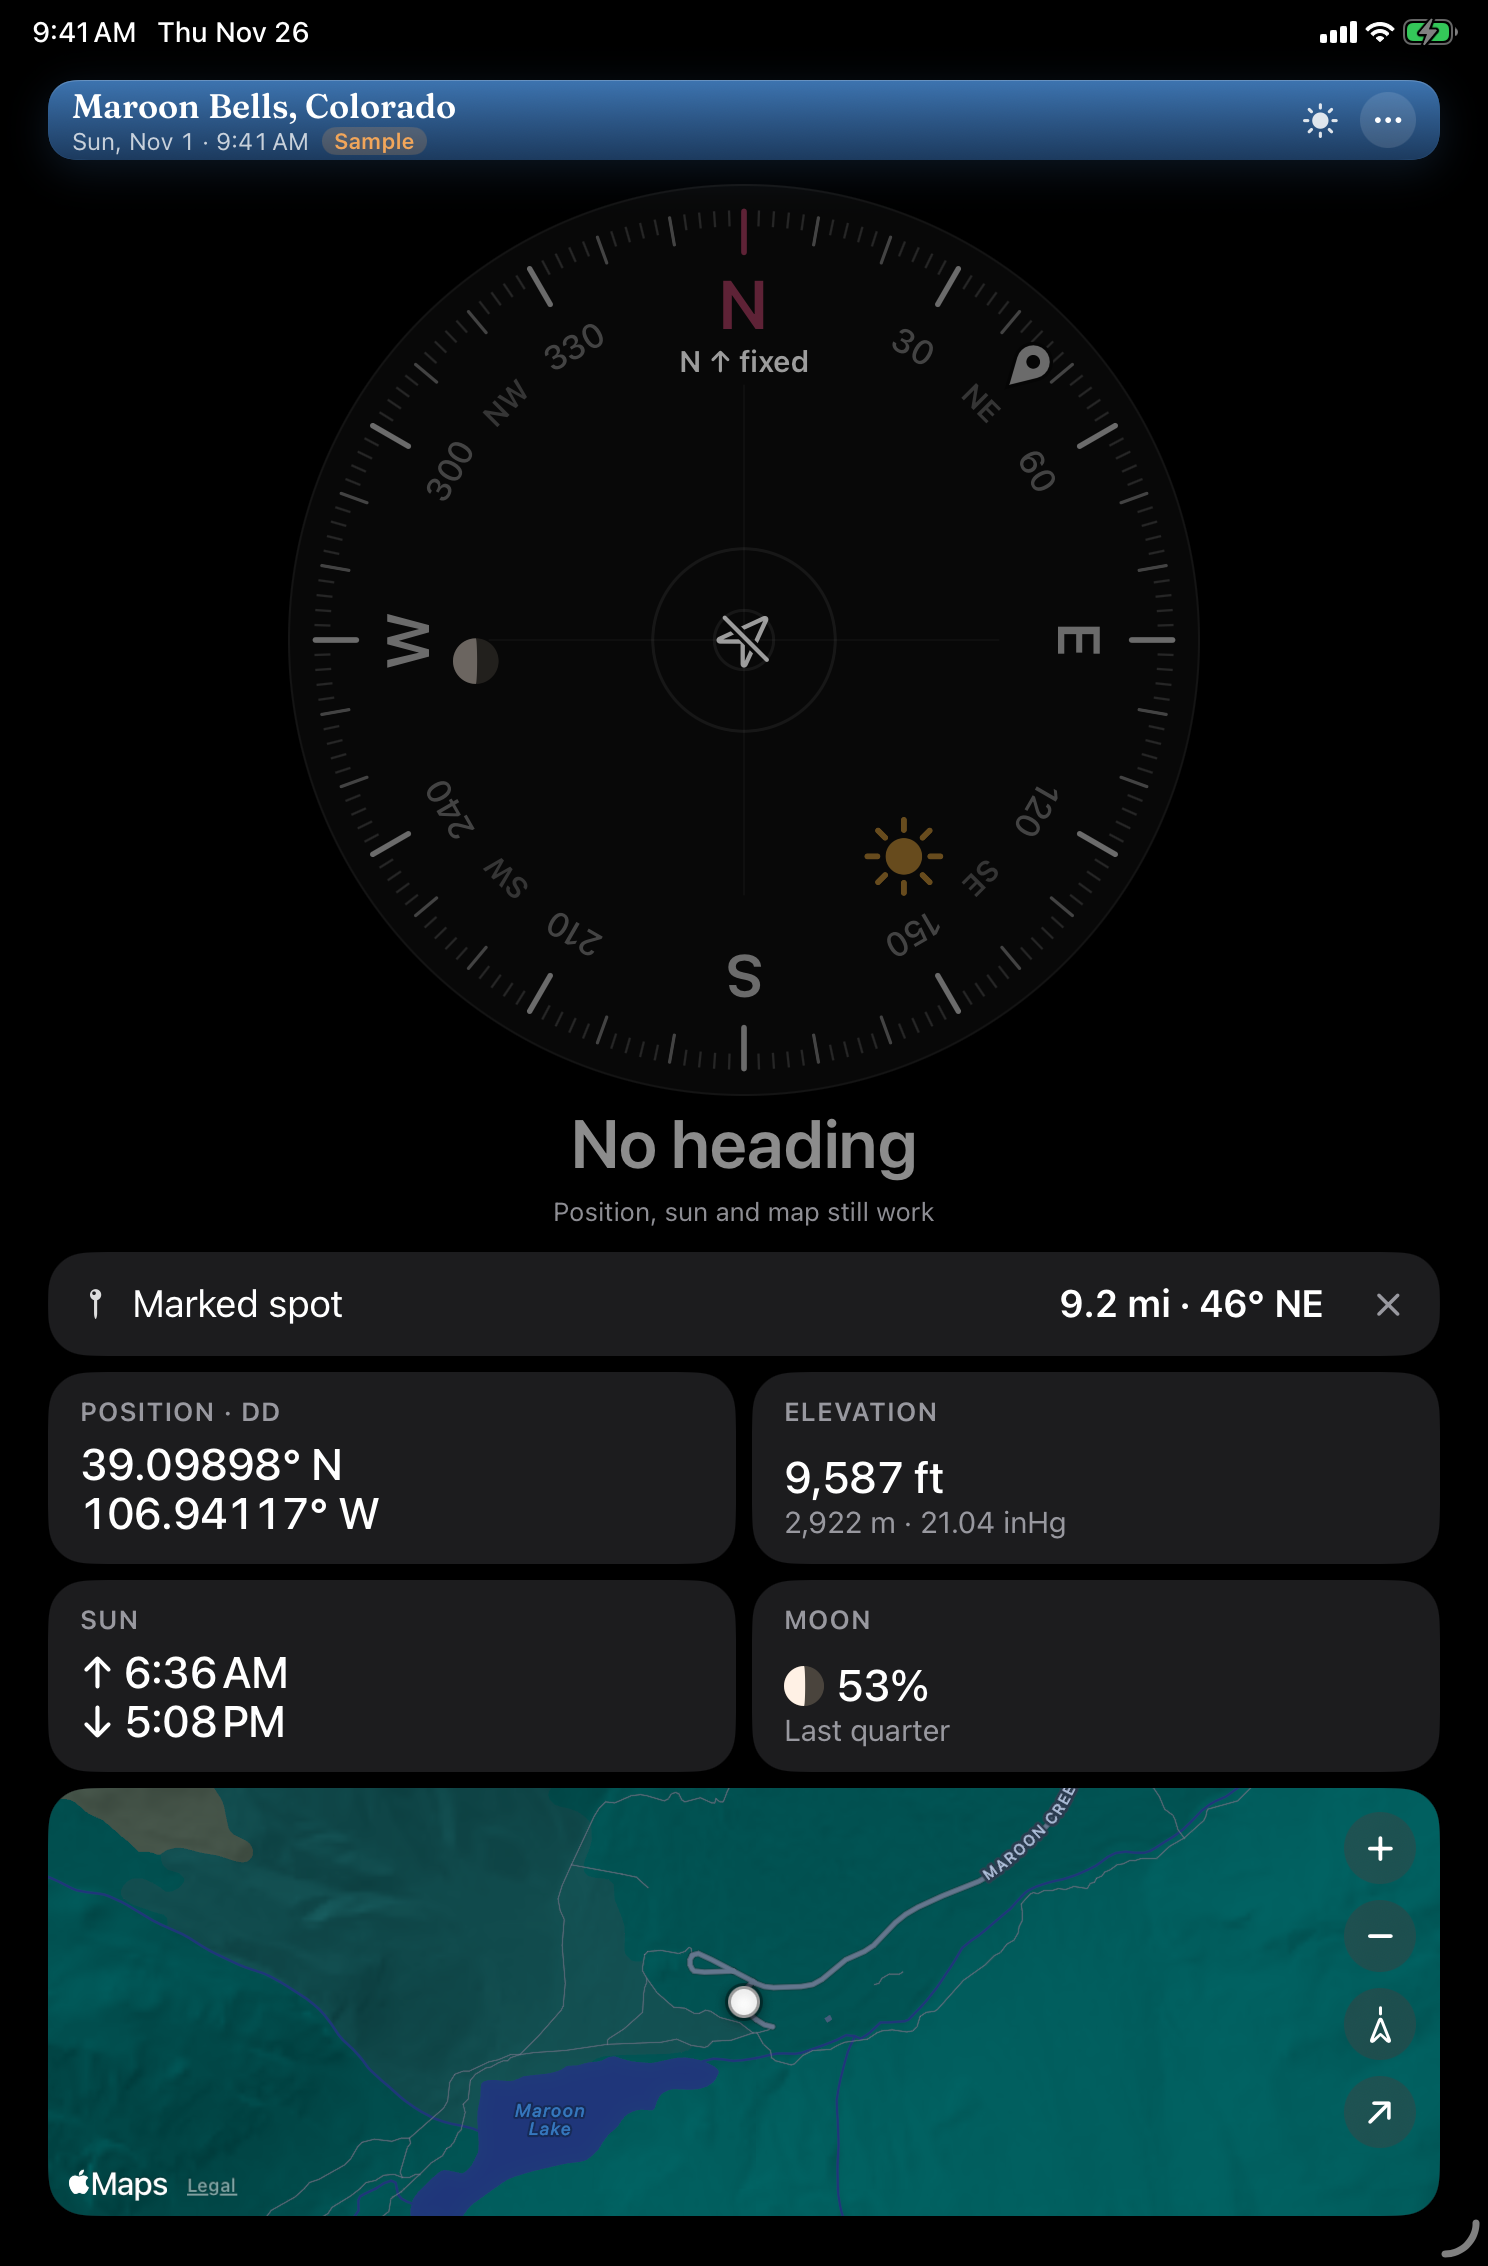 9:41 AM Thu Nov 26
Maroon Bells, Colorado
Sun, Nov 1 · 9:41 AM Sample
N
N ↑ fixed
330
30
NW
NE
300
60
W
E
240
120
SW
SE
210
150
S
No heading
Position, sun and map still work
Marked spot 9.2 mi · 46° NE
POSITION · DD
39.09898° N
106.94117° W
ELEVATION
9,587 ft
2,922 m · 21.04 inHg
SUN
↑ 6:36 AM
↓ 5:08 PM
MOON
53%
Last quarter
MAROON CREE
Maroon
Lake
Maps Legal